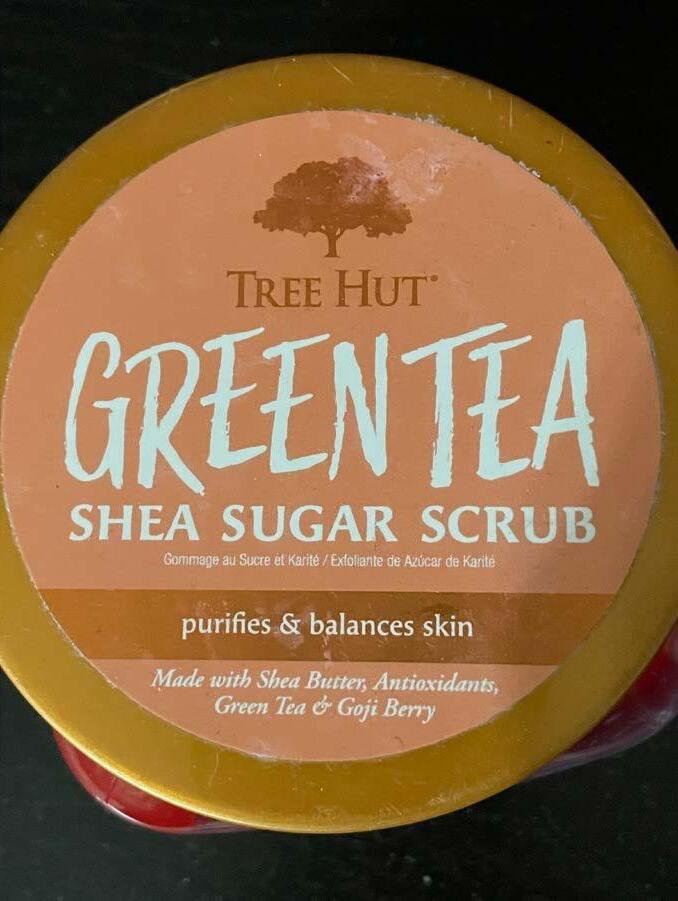 TREE HUT®
GREEN TEA
SHEA SUGAR SCRUB
Gommage au Sucre et Karité / Exfoliante de Azúcar de Karité
purifies & balances skin
Made with Shea Butter, Antioxidants,
Green Tea & Goji Berry